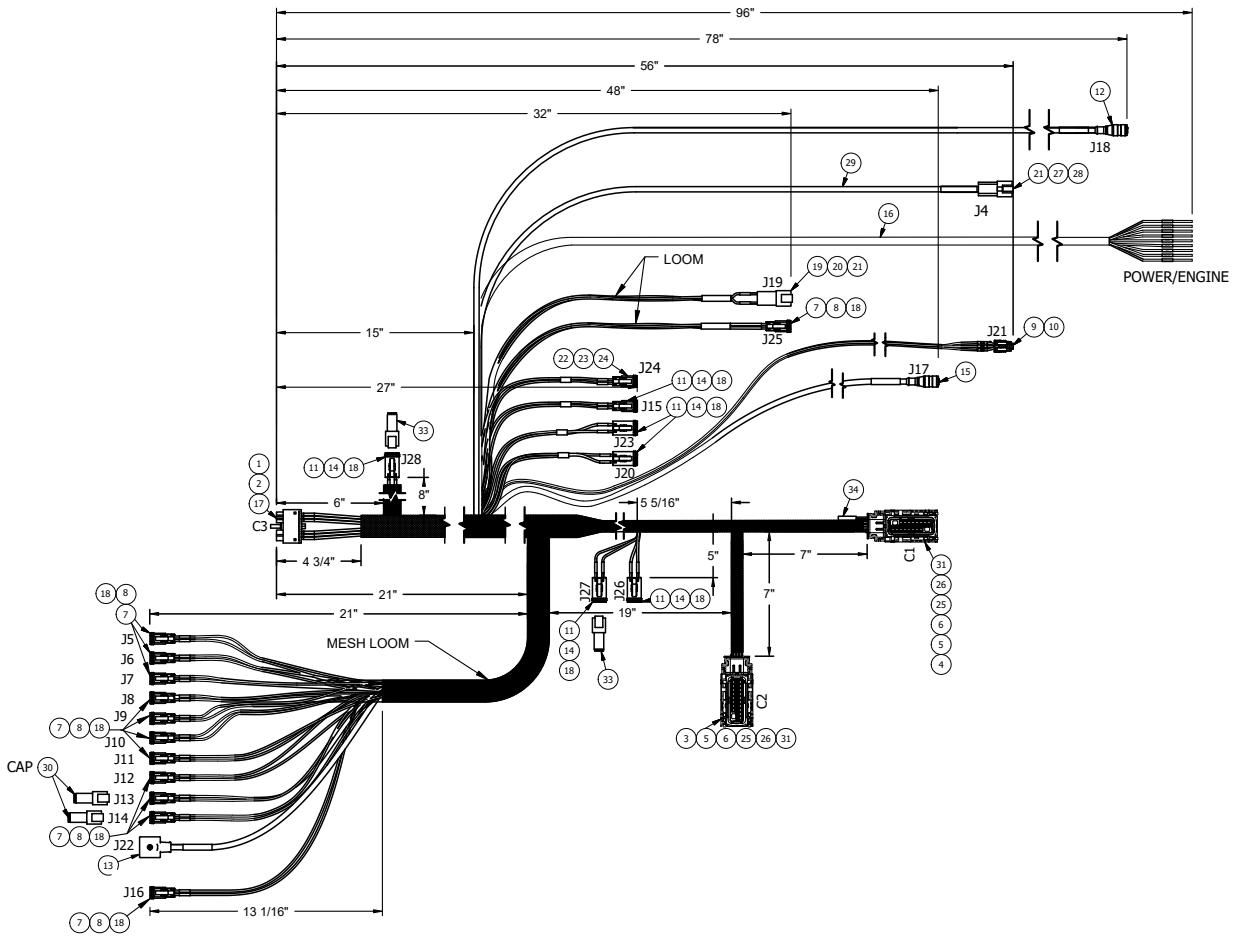 96"
78"
56"
48"
32"
12
J18
29
21 27 28
J4
16
POWER/ENGINE
LOOM
J19
19 20 21
7 8 18
J25
15"
J21
9 10
22 23 24
J24
J17
15
27"
11 14 18
J15
11 14 18
J23
33
J28
11 14 18
J20
1
2
17
C3
6"
8"
5 5/16"
34
4 3/4"
5"
7"
C1
7"
31
26
25
6
5
4
21"
J27
J26
11 14 18
19"
11
14
18
33
18 8
7
21"
MESH LOOM
J5
J6
J7
J8
J9
7 8 18
J10
J11
C2
3 5 6 25 26 31
CAP 30
J12
J13
J14
7 8 18
J22
13
J16
7 8 18
13 1/16"